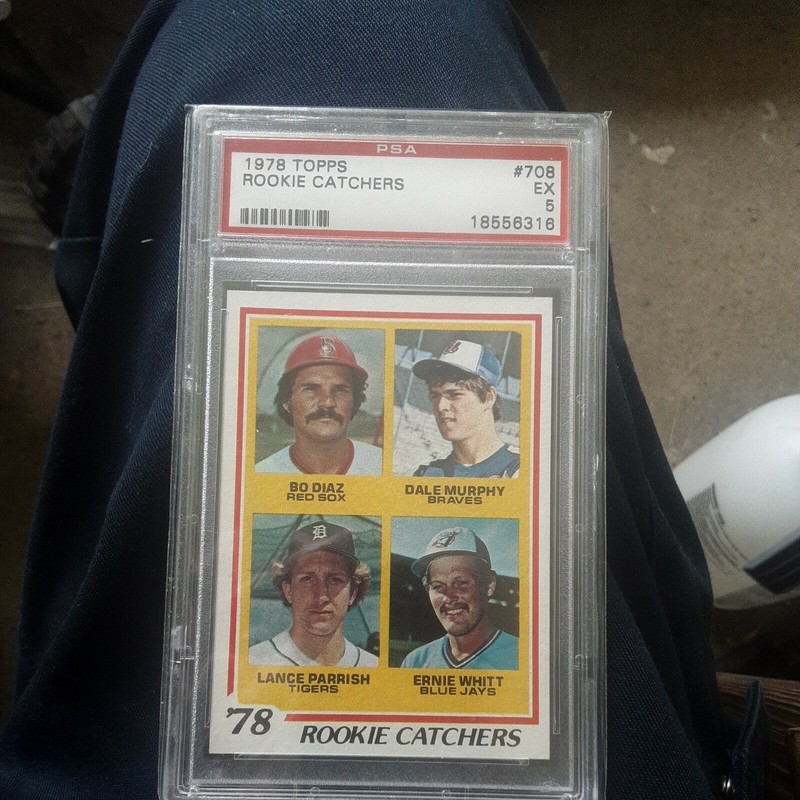 PSA
1978 TOPPS #708
ROOKIE CATCHERS EX
5
18556316
BO DIAZ
RED SOX
DALE MURPHY
BRAVES
LANCE PARRISH
TIGERS
ERNIE WHITT
BLUE JAYS
'78 ROOKIE CATCHERS